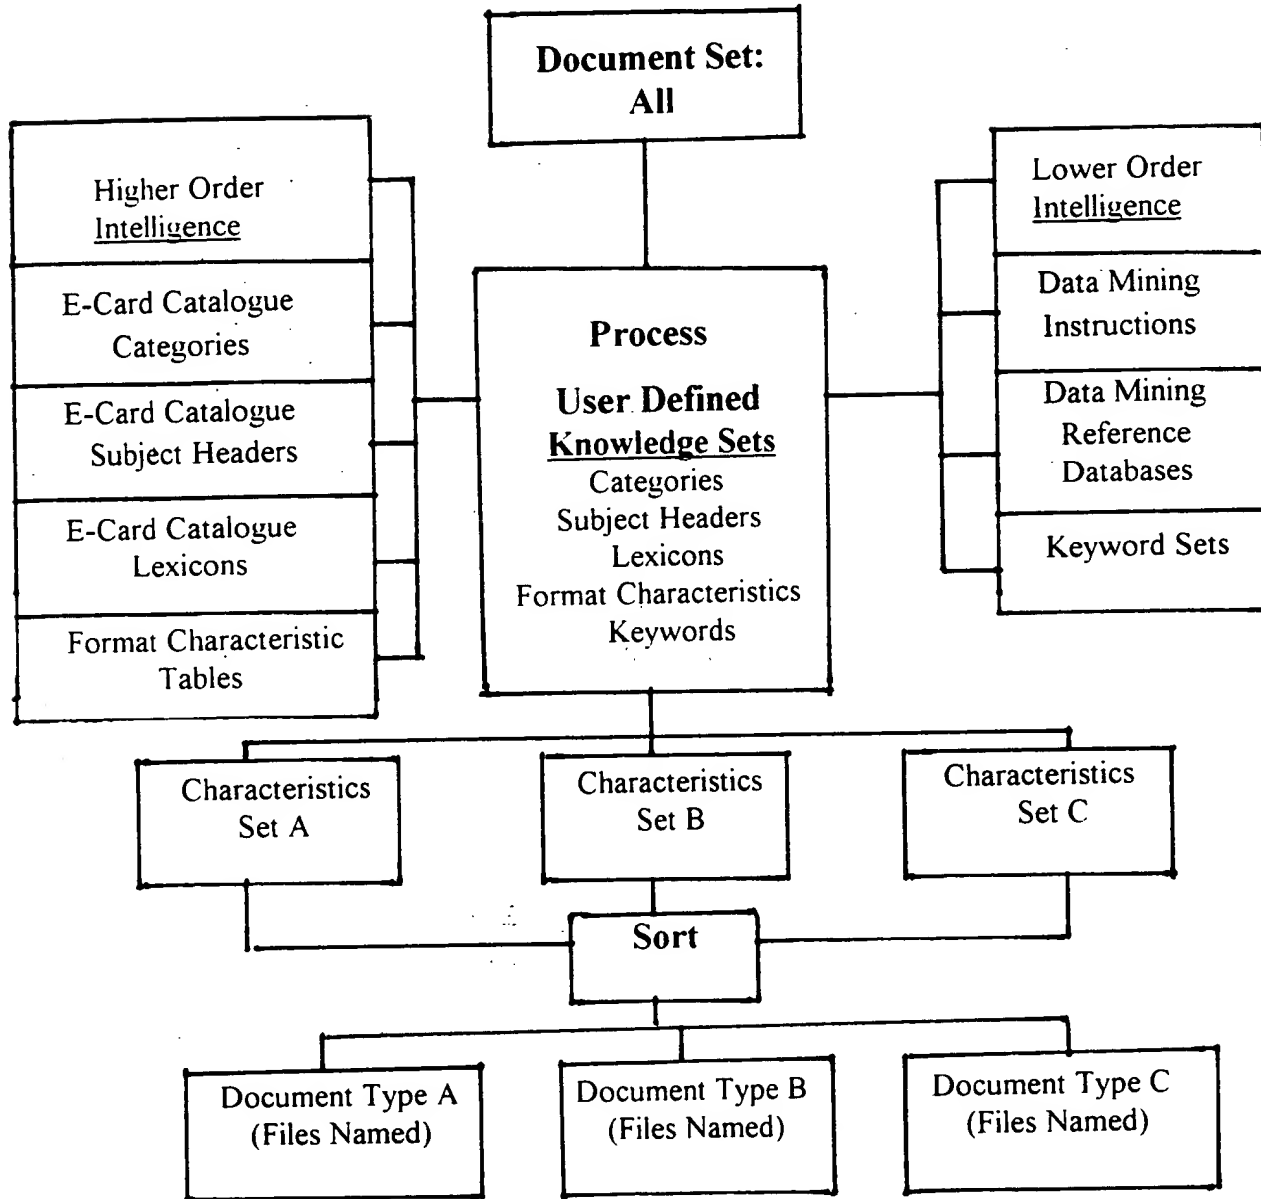 Document Set:
All
Higher Order
Intelligence
E-Card Catalogue
Categories
E-Card Catalogue
Subject Headers
E-Card Catalogue
Lexicons
Format Characteristic
Tables
Process
User Defined
Knowledge Sets
Categories
Subject Headers
Lexicons
Format Characteristics
Keywords
Lower Order
Intelligence
Data Mining
Instructions
Data Mining
Reference
Databases
Keyword Sets
Characteristics
Set A
Characteristics
Set B
Characteristics
Set C
Sort
Document Type A
(Files Named)
Document Type B
(Files Named)
Document Type C
(Files Named)